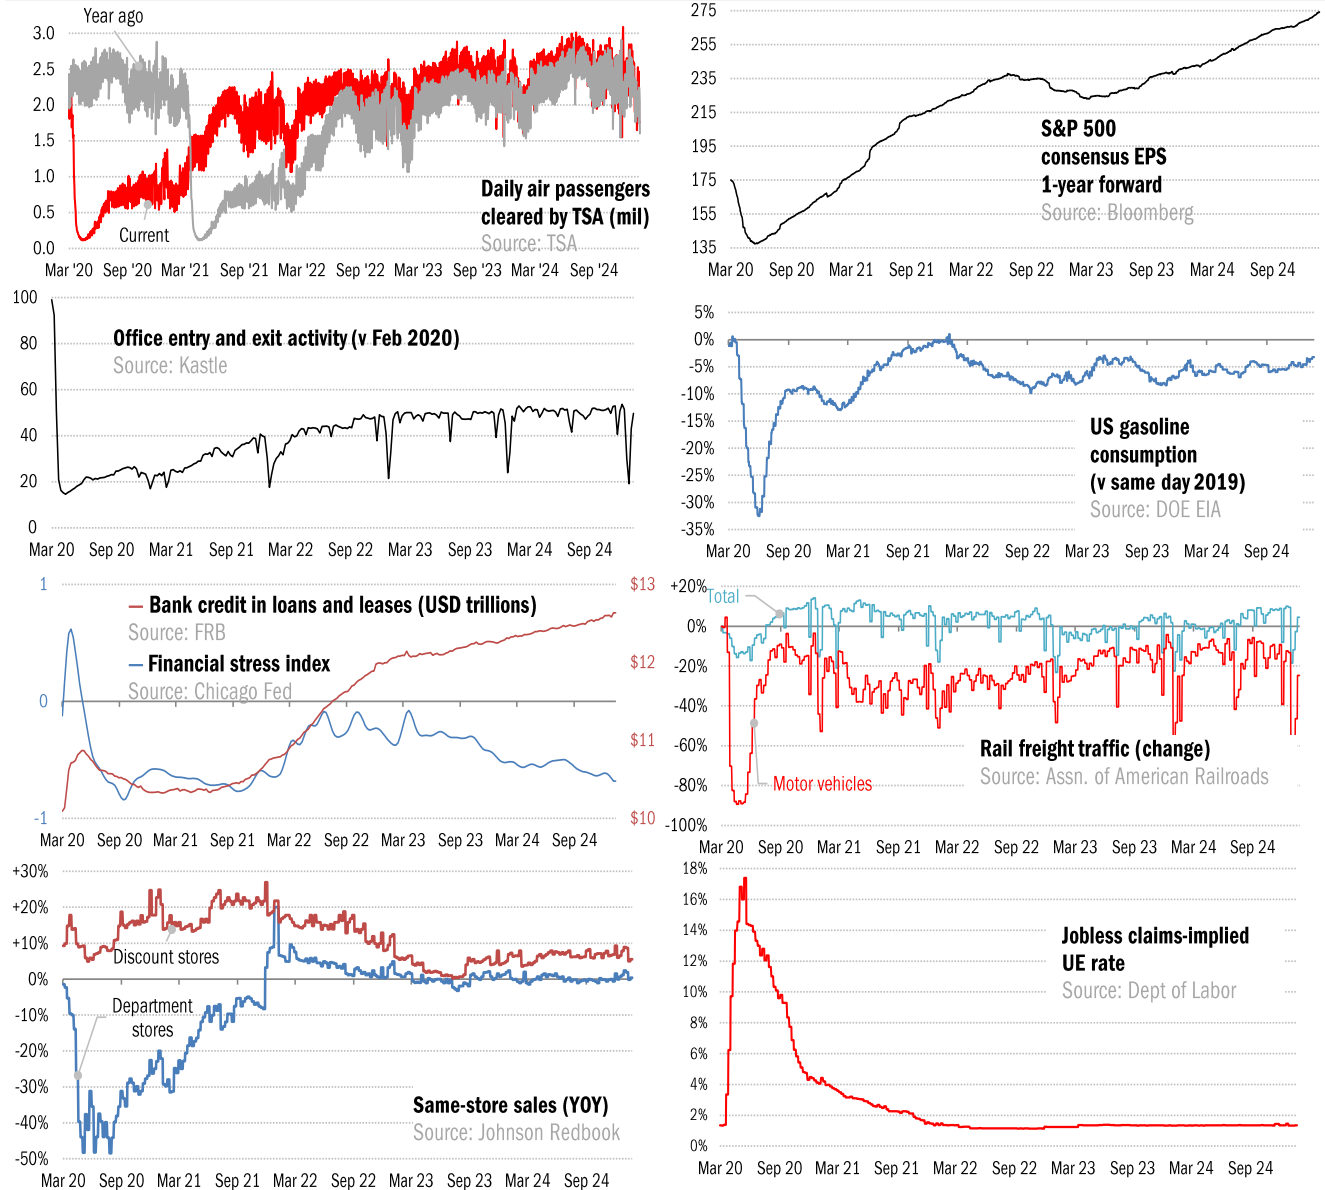 Year ago
3.0
2.5
2.0
1.5
1.0
0.5
0.0
Current
Daily air passengers
cleared by TSA (mil)
Source: TSA
Mar '20 Sep '20 Mar '21 Sep '21 Mar '22 Sep '22 Mar '23 Sep '23 Mar '24 Sep '24
275
255
235
215
195
175
155
135
S&P 500
consensus EPS
1-year forward
Source: Bloomberg
Mar 20 Sep 20 Mar 21 Sep 21 Mar 22 Sep 22 Mar 23 Sep 23 Mar 24 Sep 24
100
80
60
40
20
0
Office entry and exit activity (v Feb 2020)
Source: Kastle
Mar 20 Sep 20 Mar 21 Sep 21 Mar 22 Sep 22 Mar 23 Sep 23 Mar 24 Sep 24
5%
0%
-5%
-10%
-15%
-20%
-25%
-30%
-35%
US gasoline
consumption
(v same day 2019)
Source: DOE EIA
Mar 20 Sep 20 Mar 21 Sep 21 Mar 22 Sep 22 Mar 23 Sep 23 Mar 24 Sep 24
1
0
-1
$13
$12
$11
$10
Bank credit in loans and leases (USD trillions)
Source: FRB
Financial stress index
Source: Chicago Fed
Mar 20 Sep 20 Mar 21 Sep 21 Mar 22 Sep 22 Mar 23 Sep 23 Mar 24 Sep 24
+20%
0%
-20%
-40%
-60%
-80%
-100%
Total
Motor vehicles
Rail freight traffic (change)
Source: Assn. of American Railroads
Mar 20 Sep 20 Mar 21 Sep 21 Mar 22 Sep 22 Mar 23 Sep 23 Mar 24 Sep 24
+30%
+20%
+10%
0%
-10%
-20%
-30%
-40%
-50%
Discount stores
Department
stores
Same-store sales (YOY)
Source: Johnson Redbook
Mar 20 Sep 20 Mar 21 Sep 21 Mar 22 Sep 22 Mar 23 Sep 23 Mar 24 Sep 24
18%
16%
14%
12%
10%
8%
6%
4%
2%
0%
Jobless claims-implied
UE rate
Source: Dept of Labor
Mar 20 Sep 20 Mar 21 Sep 21 Mar 22 Sep 22 Mar 23 Sep 23 Mar 24 Sep 24